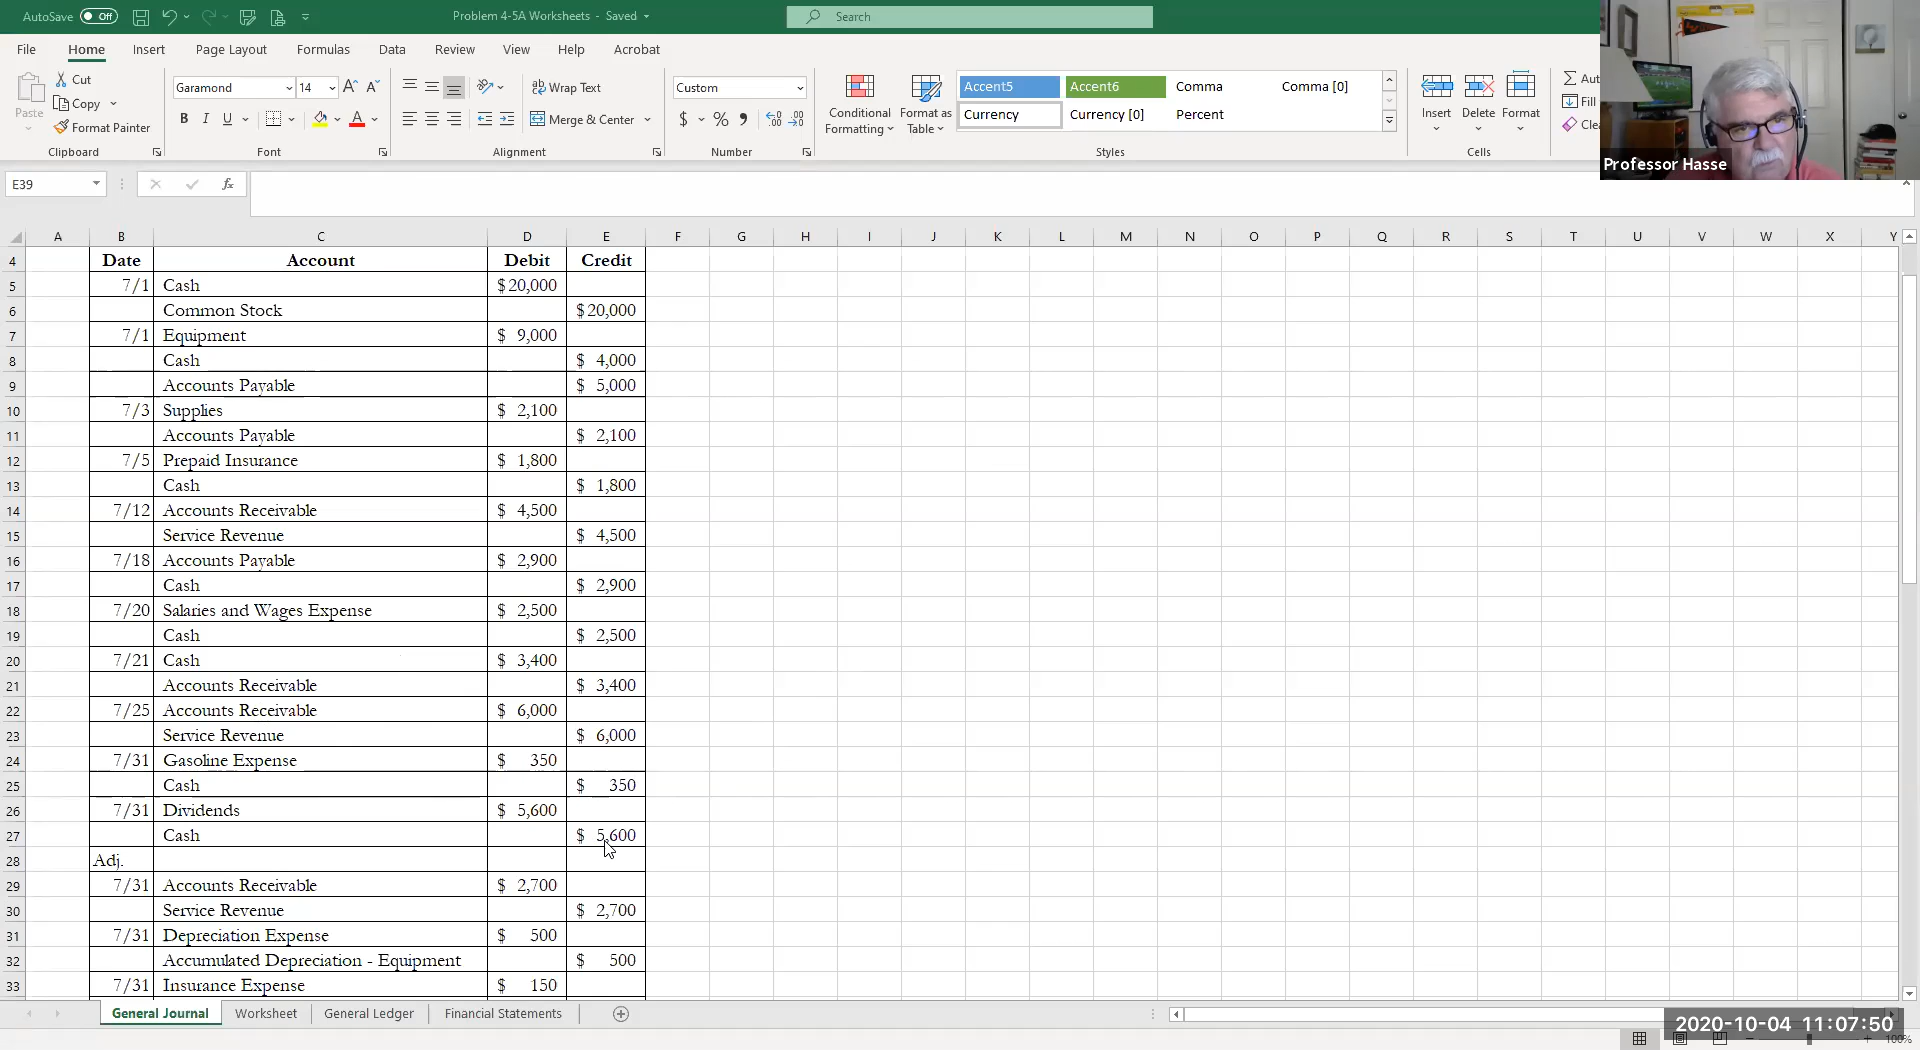 AutoSave Off Problem 4-5A Worksheets - Saved Search
File Home Insert Page Layout Formulas Data Review View Help Acrobat
Paste Cut Copy Format Painter Clipboard
Garamond 14 A A B I U A Font
Wrap Text Merge & Center Alignment
Custom $ % Number
Conditional Formatting Format as Table
Accent5 Accent6 Comma Comma [0]
Currency Currency [0] Percent
Styles
Insert Delete Format Cells
Fill
Professor Hasse
E39 fx
A B C D E F G H I J K L M N O P Q R S T U V W X Y
4 Date Account Debit Credit
5 7/1 Cash $20,000
6 Common Stock $20,000
7 7/1 Equipment $ 9,000
8 Cash $ 4,000
9 Accounts Payable $ 5,000
10 7/3 Supplies $ 2,100
11 Accounts Payable $ 2,100
12 7/5 Prepaid Insurance $ 1,800
13 Cash $ 1,800
14 7/12 Accounts Receivable $ 4,500
15 Service Revenue $ 4,500
16 7/18 Accounts Payable $ 2,900
17 Cash $ 2,900
18 7/20 Salaries and Wages Expense $ 2,500
19 Cash $ 2,500
20 7/21 Cash $ 3,400
21 Accounts Receivable $ 3,400
22 7/25 Accounts Receivable $ 6,000
23 Service Revenue $ 6,000
24 7/31 Gasoline Expense $ 350
25 Cash $ 350
26 7/31 Dividends $ 5,600
27 Cash $ 5,600
28 Adj.
29 7/31 Accounts Receivable $ 2,700
30 Service Revenue $ 2,700
31 7/31 Depreciation Expense $ 500
32 Accumulated Depreciation - Equipment $ 500
33 7/31 Insurance Expense $ 150
General Journal Worksheet General Ledger Financial Statements
2020-10-04 11:07:50
100%